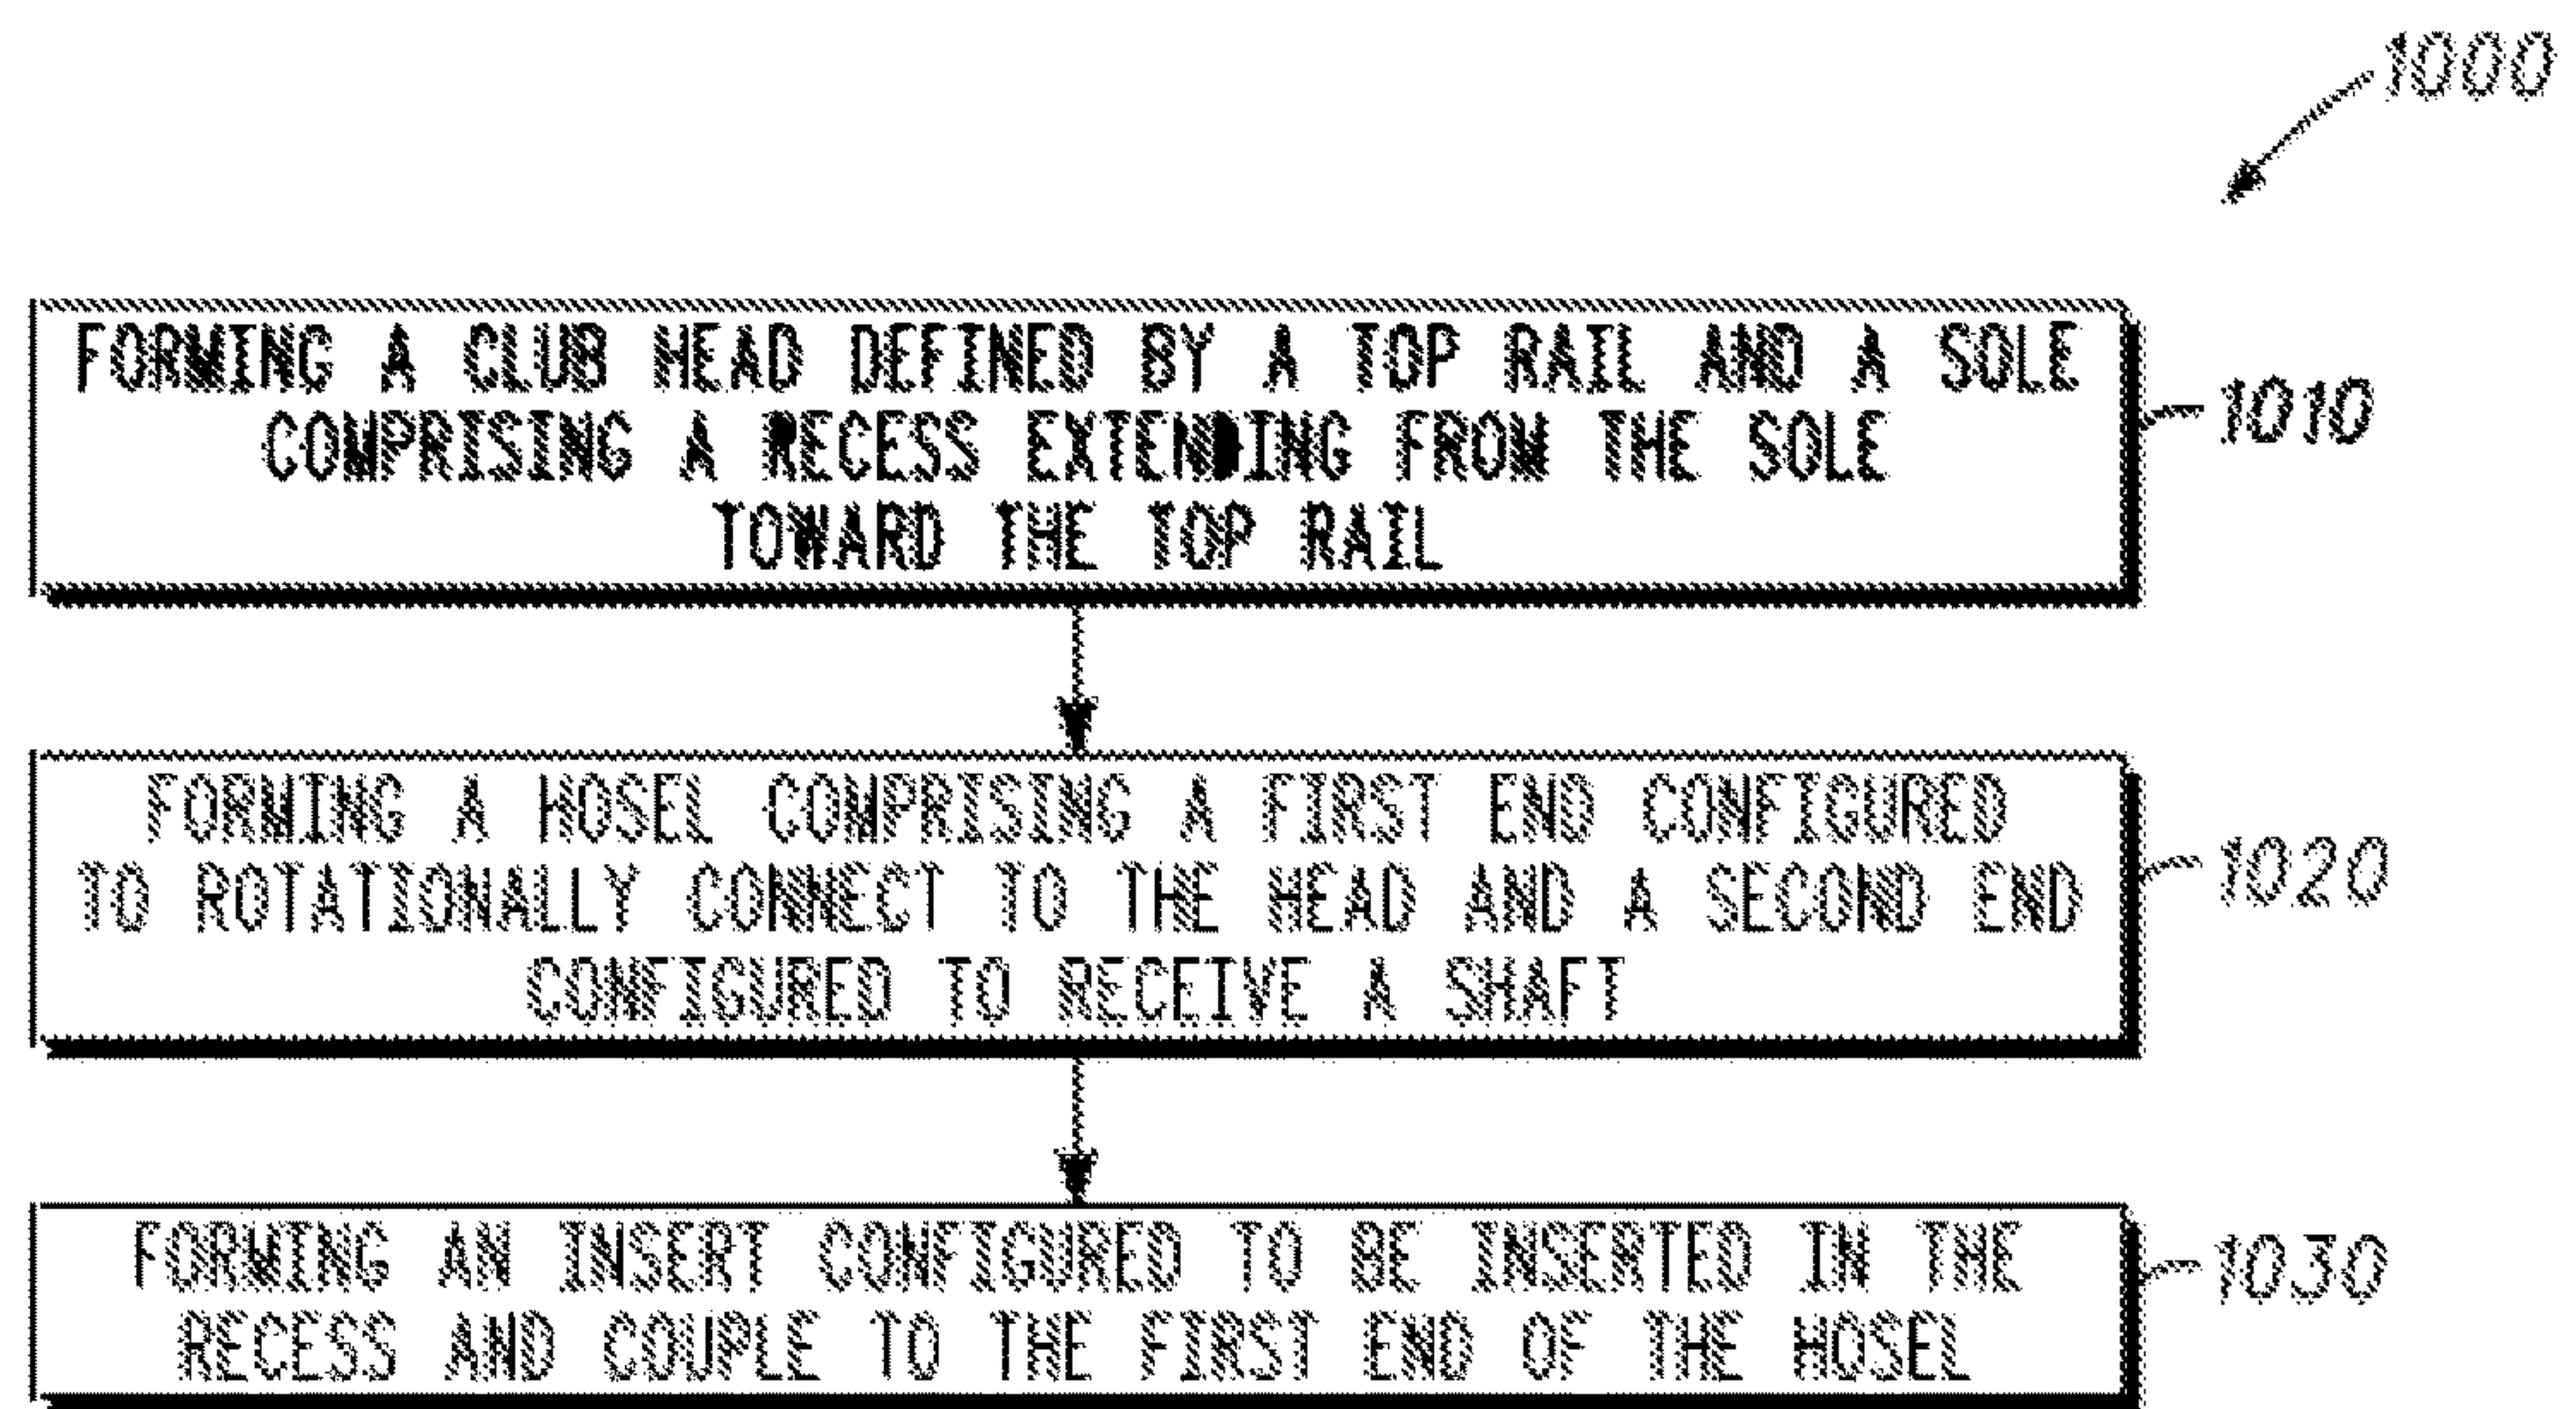 1000
FORMING A CLUB HEAD DEFINED BY A TOP RAIL AND A SOLE
COMPRISING A RECESS EXTENDING FROM THE SOLE
TOWARD THE TOP RAIL
1010
FORMING A HOSEL COMPRISING A FIRST END CONFIGURED
TO ROTATIONALLY CONNECT TO THE HEAD AND A SECOND END
CONFIGURED TO RECEIVE A SHAFT
1020
FORMING AN INSERT CONFIGURED TO BE INSERTED IN THE
RECESS AND COUPLE TO THE FIRST END OF THE HOSEL
1030